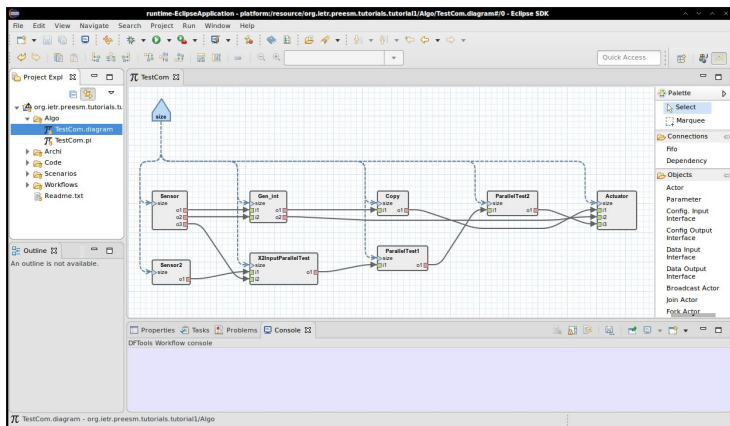 runtime-EclipseApplication - platform:/resource/org.ietr.preesm.tutorials.tutorial1/Algo/TestCom.diagram#/0 - Eclipse SDK
File Edit View Navigate Search Project Run Window Help
Quick Access
Project Expl
org.ietr.preesm.tutorials.tu
Algo
TestCom.diagram
TestCom.pi
Archi
Code
Scenarios
Workflows
Readme.txt
Outline
An outline is not available.
TestCom
size
Sensor
size
o1
o2
o3
Gen_int
size
i1 o1
i2 o2
Copy
size
i1 o1
ParallelTest2
size
i1 o1
Actuator
size
i1
i2
i3
Sensor2
size
o1
X2InputParallelTest
size
i1 o1
i2
ParallelTest1
size
i1 o1
Palette
Select
Marquee
Connections
Fifo
Dependency
Objects
Actor
Parameter
Config. Input
Interface
Config Output
Interface
Data Input
Interface
Data Output
Interface
Broadcast Actor
Join Actor
Fork Actor
Properties Tasks Problems Console
DFTools Workflow console
TestCom.diagram - org.ietr.preesm.tutorials.tutorial1/Algo